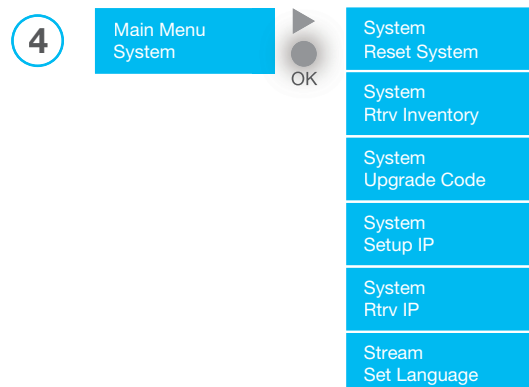 4
Main Menu
System
OK
System
Reset System
System
Rtrv Inventory
System
Upgrade Code
System
Setup IP
System
Rtrv IP
Stream
Set Language